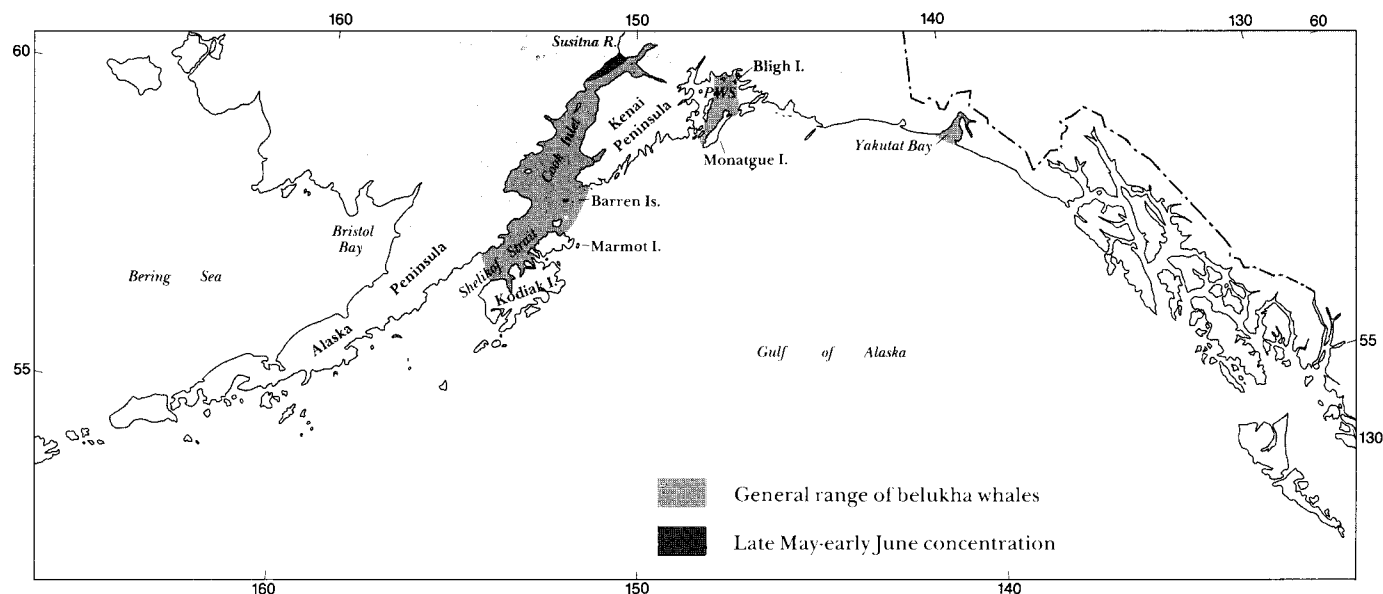 160
150
140
130
60
60
Susitna R.
Bligh I.
PWS
Kenai
Peninsula
Cook Inlet
Monatgue I.
Yakutat Bay
Barren Is.
Bristol
Bay
Marmot I.
Shelikof Strait
Peninsula
Bering Sea
Kodiak I.
Alaska
Gulf of Alaska
55
55
130
General range of belukha whales
Late May-early June concentration
160
150
140